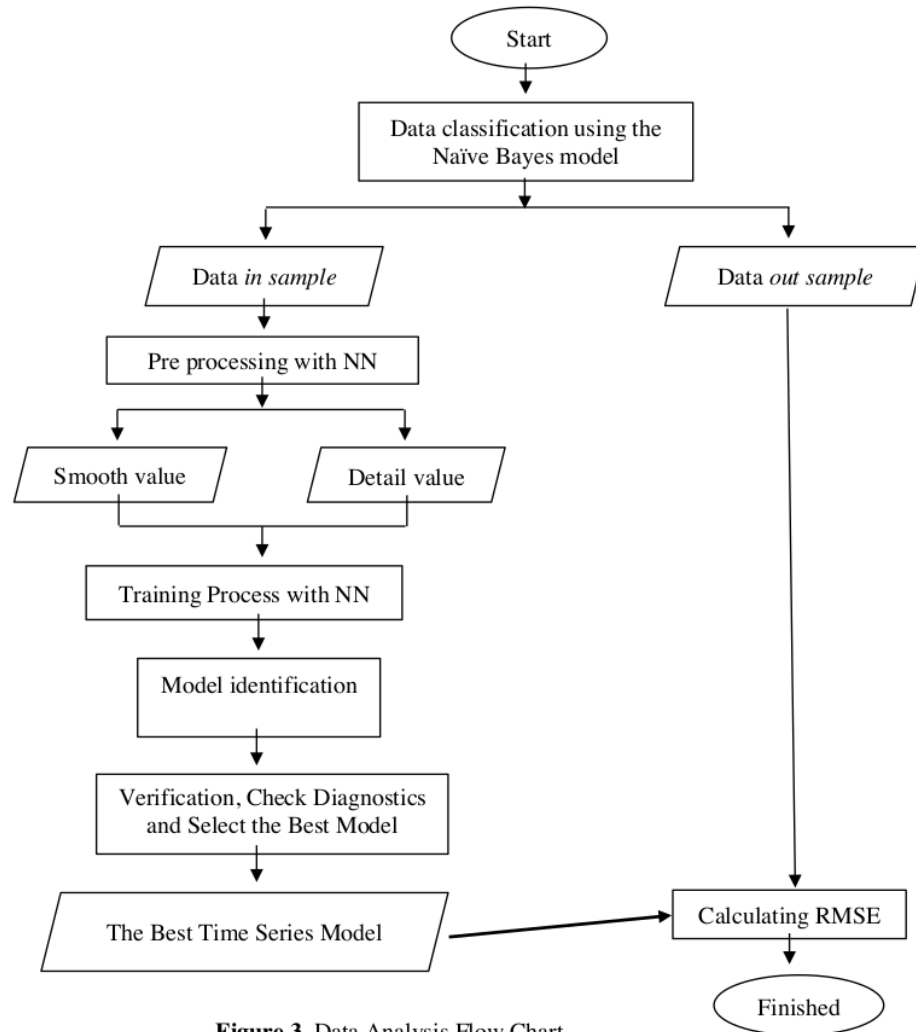 Start
Data classification using the
Naïve Bayes model
Data in sample
Data out sample
Pre processing with NN
Smooth value
Detail value
Training Process with NN
Model identification
Verification, Check Diagnostics
and Select the Best Model
The Best Time Series Model
Calculating RMSE
Finished
Figure 3. Data Analysis Flow Chart